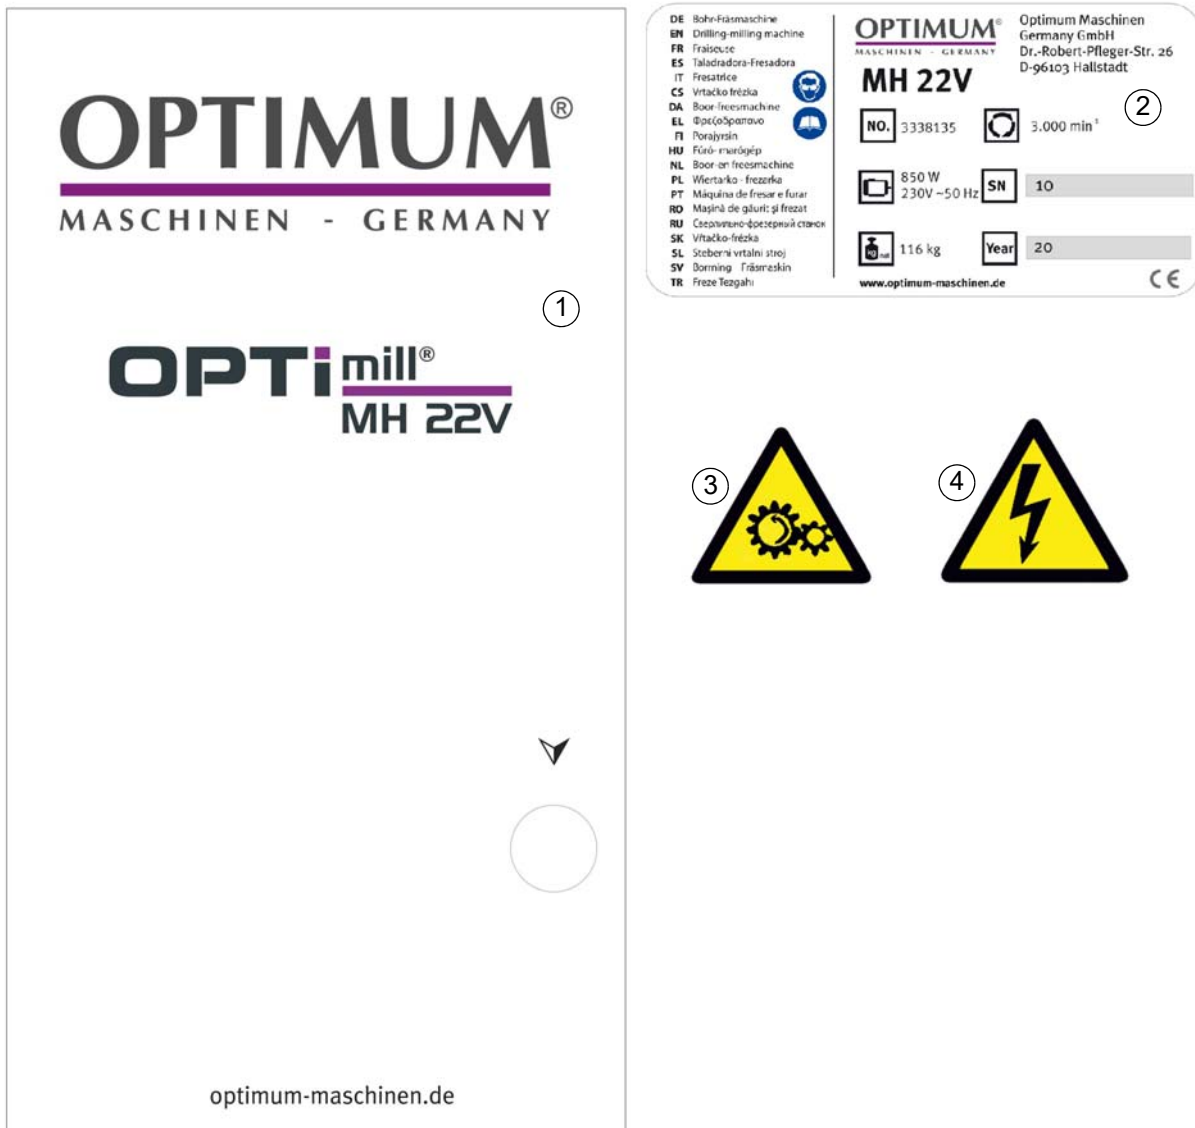 OPTIMUM®
MASCHINEN - GERMANY
1
OPTi mill®
MH 22V
optimum-maschinen.de
DE Bohr-Fräsmaschine
EN Drilling-milling machine
FR Fraiseuse
ES Taladradora-Fresadora
IT Fresatrice
CS Vrtačko frézka
DA Boor-freesmachine
EL Φρεζοδραπανο
FI Porajyrsin
HU Fúró- marógép
NL Boor-en freesmachine
PL Wiertarko - frezarka
PT Máquina de fresar e furar
RO Mașină de găurit și frezat
RU Сверлильно-фрезерный станок
SK Vŕtačko-frézka
SL Steberni vrtalni stroj
SV Borrning Fräsmaskin
TR Freze Tezgahı
OPTIMUM®
MASCHINEN - GERMANY
MH 22V
Optimum Maschinen
Germany GmbH
Dr.-Robert-Pfleger-Str. 26
D-96103 Hallstadt
2
NO. 3338135
3.000 min⁻¹
850 W
230V ~50 Hz
SN 10
KG
116 kg
Year 20
www.optimum-maschinen.de
CE
3
4